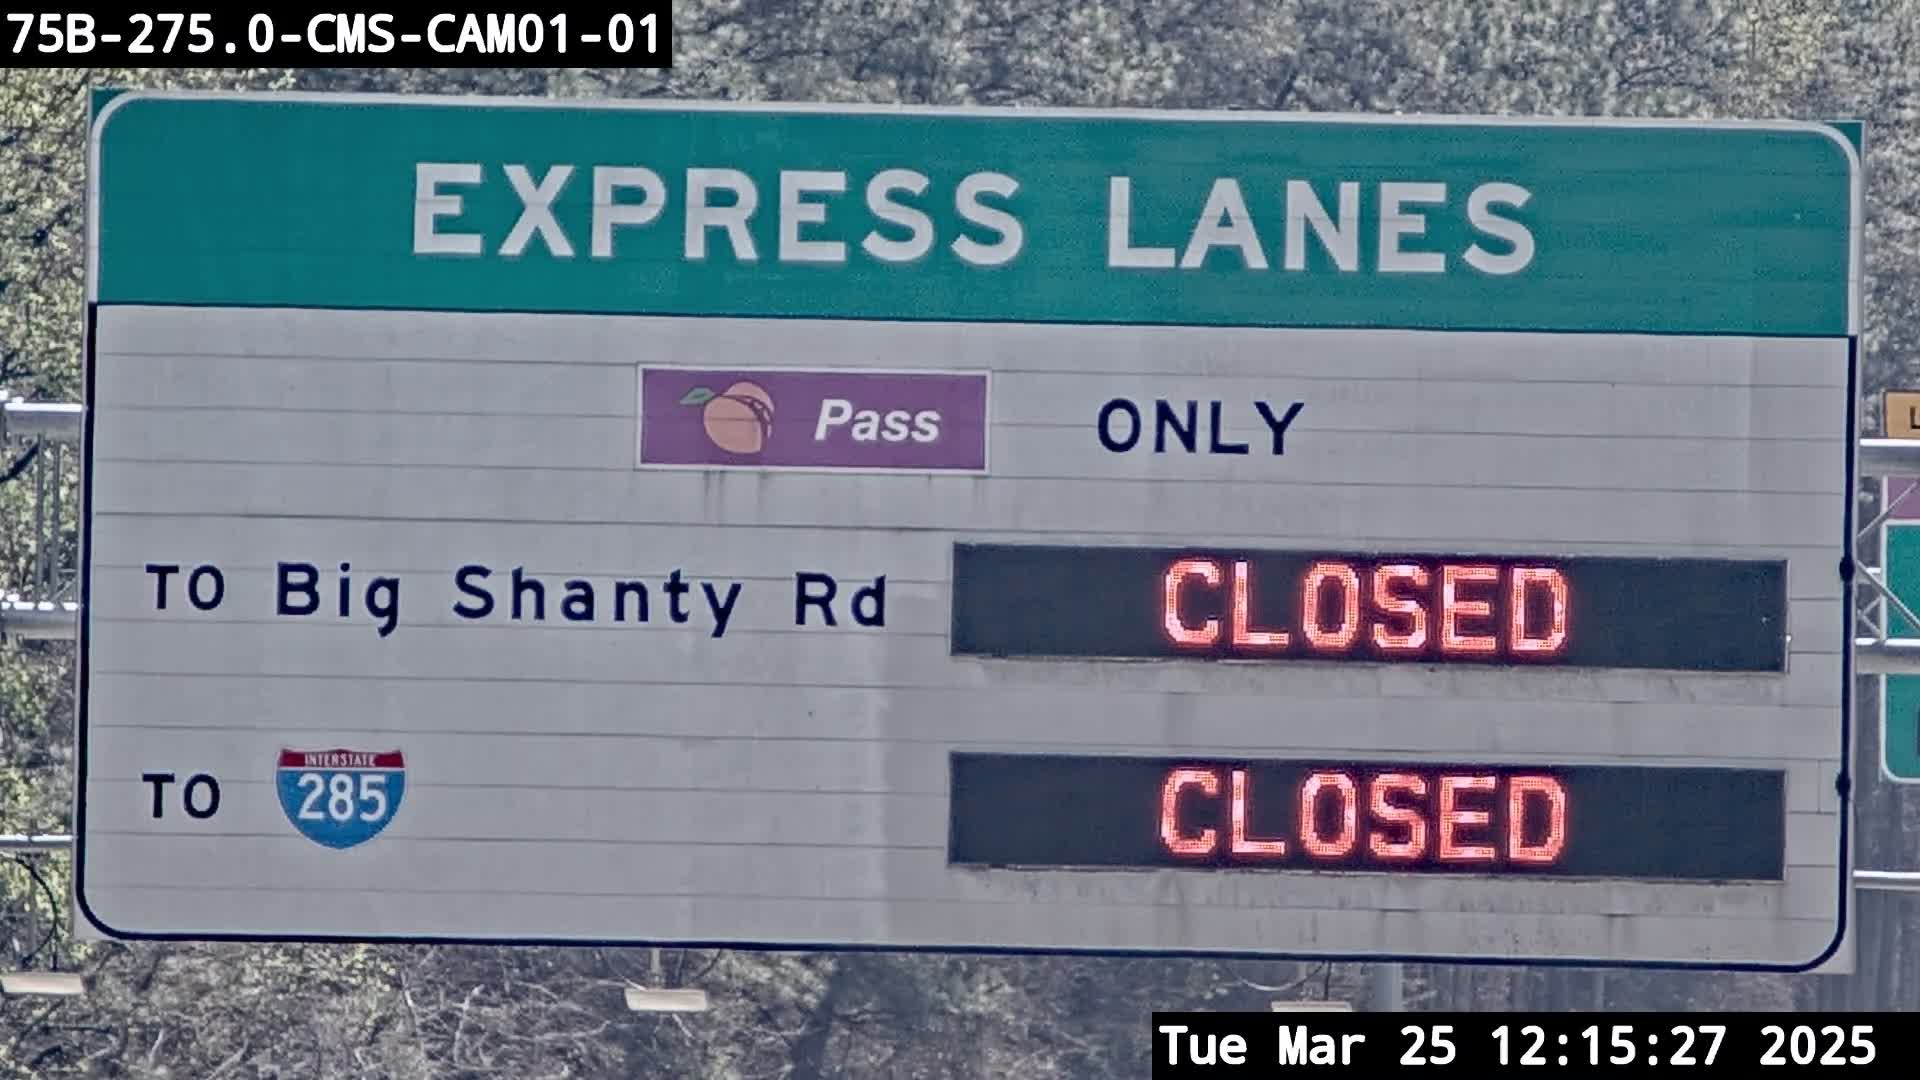 75B-275.0-CMS-CAM01-01
EXPRESS LANES
Pass ONLY
TO Big Shanty Rd CLOSED
TO INTERSTATE 285 CLOSED
Tue Mar 25 12:15:27 2025